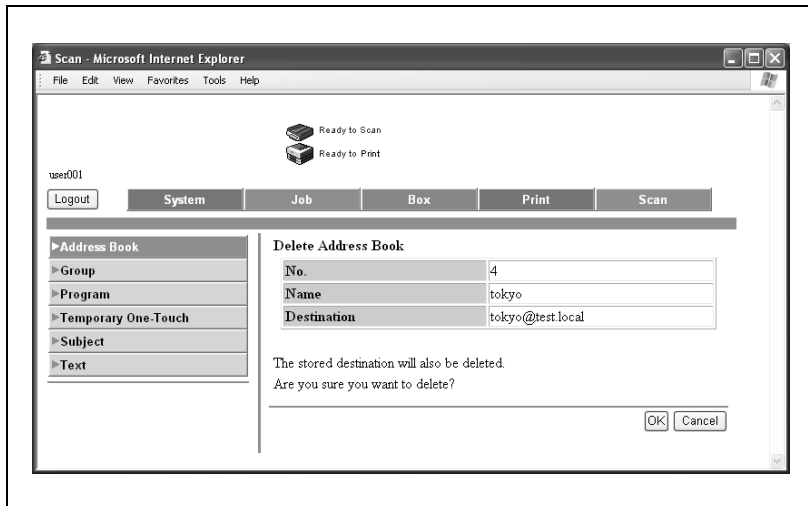 Scan - Microsoft Internet Explorer
File Edit View Favorites Tools Help
Ready to Scan
Ready to Print
user001
Logout System Job Box Print Scan
Address Book
Group
Program
Temporary One-Touch
Subject
Text
Delete Address Book
No. 4
Name tokyo
Destination tokyo@test.local
The stored destination will also be deleted.
Are you sure you want to delete?
OK Cancel